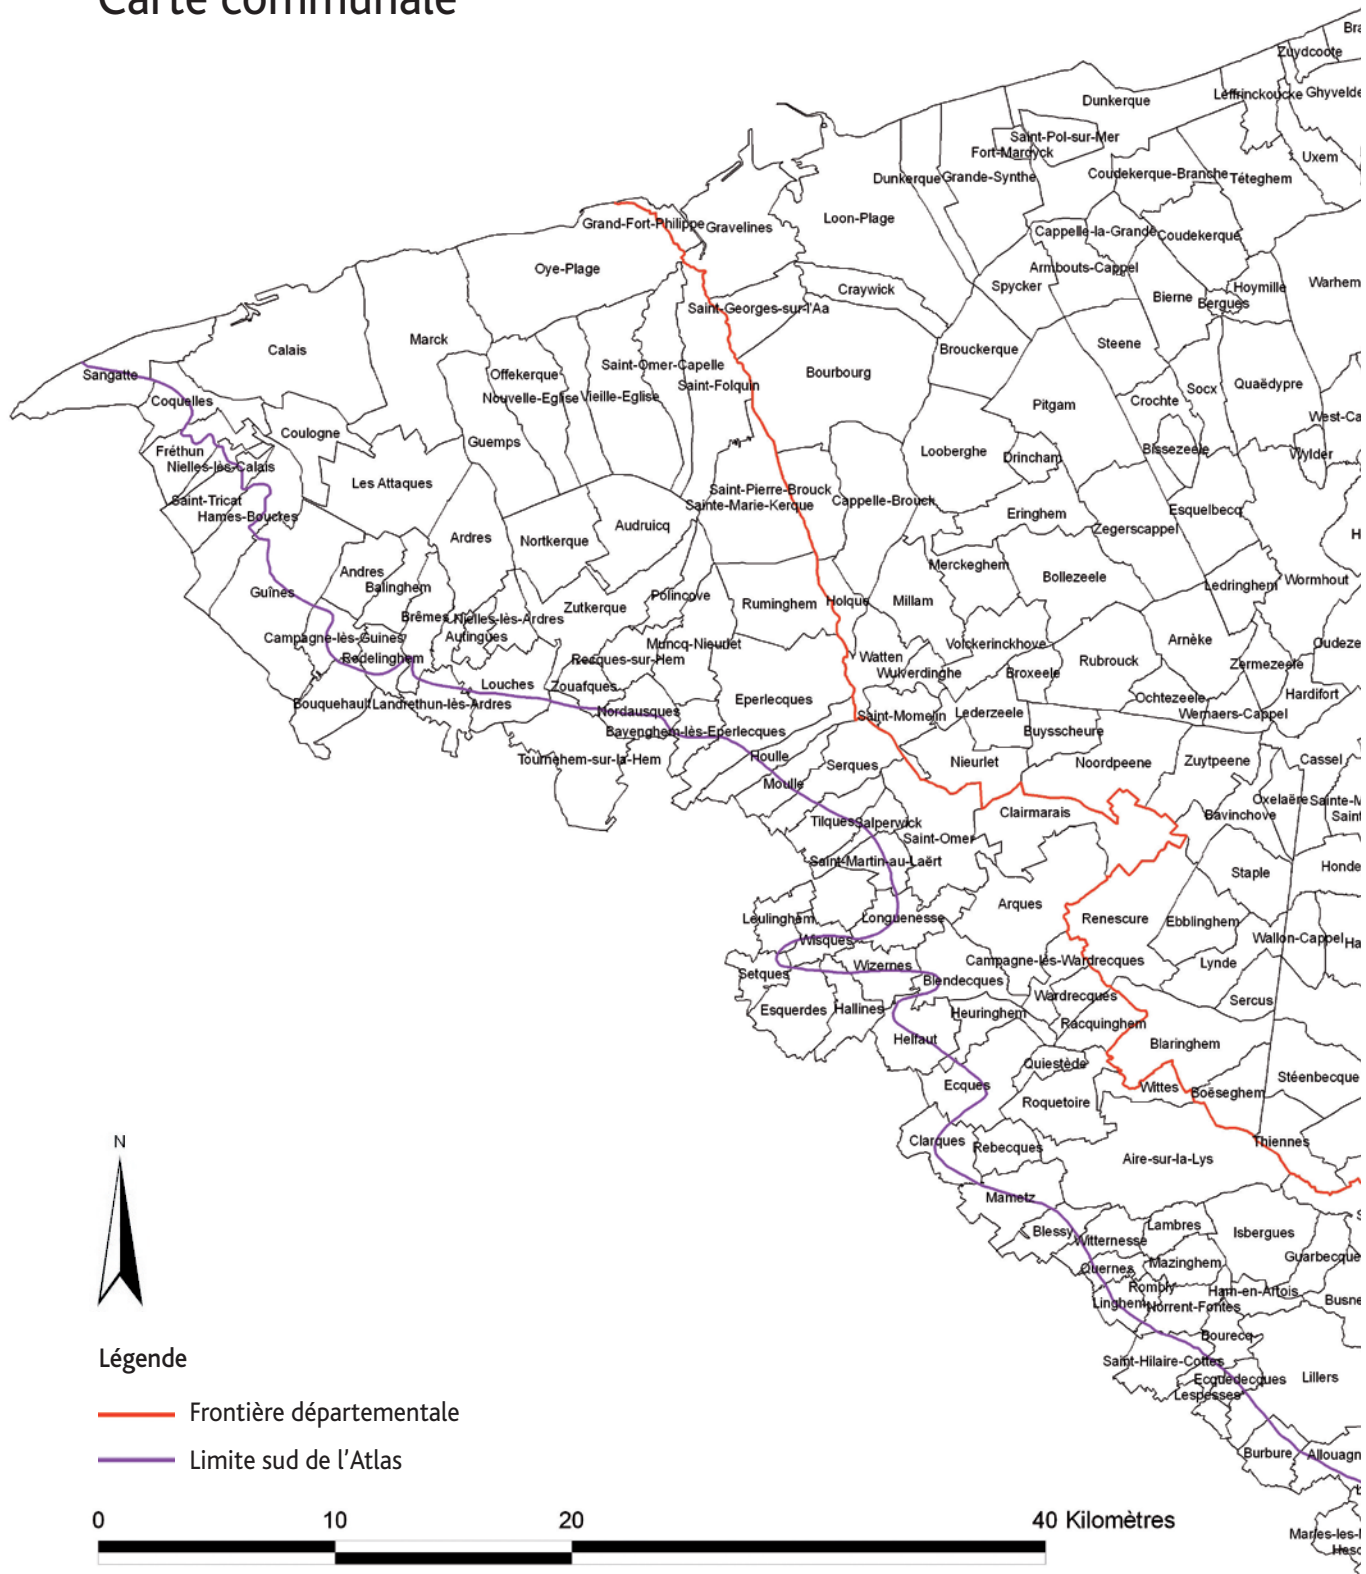 Carte communale
Zuydcoote
Leffrinckoucke
Ghyvelde
Dunkerque
Saint-Pol-sur-Mer
Fort-Mardyck
Uxem
Dunkerque
Grande-Synthe
Coudekerque-Branche
Téteghem
Grand-Fort-Philippe
Gravelines
Loon-Plage
Cappelle-la-Grande
Coudekerque
Oye-Plage
Armbouts-Cappel
Craywick
Spycker
Bierne
Bergues
Hoymille
Warhem
Saint-Georges-sur-l'Aa
Calais
Marck
Brouckerque
Steene
Sangatte
Offekerque
Saint-Omer-Capelle
Saint-Folquin
Bourbourg
Quaëdypre
Socx
Coquelles
Nouvelle-Eglise
Vieille-Eglise
Pitgam
Crochte
West-Ca
Coulogne
Guemps
Fréthun
Nielles-lès-Calais
Looberghe
Drincham
Bissezeele
Wylder
Les Attaques
Saint-Tricat
Hames-Boucres
Saint-Pierre-Brouck
Sainte-Marie-Kerque
Cappelle-Brouck
Eringhem
Esquelbecq
Zegerscappel
Audruicq
Ardres
Nortkerque
Andres
Balinghem
Merckeghem
Bollezeele
Ledringhem
Wormhout
Guînes
Polincove
Ruminghem
Holque
Millam
Zutkerque
Brêmes
Nielles-lès-Ardres
Autingues
Campagne-lès-Guines
Rodelinghem
Muncq-Nieurlet
Recques-sur-Hem
Watten
Wulverdinghe
Volckerinckhove
Broxeele
Rubrouck
Arnèke
Zermezeele
Oudeze
Louches
Zouafques
Eperlecques
Ochtezeele
Hardifort
Bouquehault
Landrethun-lès-Ardres
Nordausques
Saint-Momelin
Lederzeele
Wemaers-Cappel
Bayenghem-lès-Eperlecques
Buysscheure
Tournehem-sur-la-Hem
Houlle
Moulle
Serques
Nieurlet
Noordpeene
Zuytpeene
Cassel
Oxelaëre
Sainte-M
Bavinchove
Saint
Clairmarais
Tilques
Salperwick
Saint-Omer
Saint-Martin-au-Laërt
Staple
Honde
Arques
Leulinghem
Longuenesse
Renescure
Ebblinghem
Wisques
Wallon-Cappel
Ha
Setques
Wizernes
Campagne-lès-Wardrecques
Lynde
Blendecques
Wardrecques
Sercus
Esquerdes
Hallines
Heuringhem
Racquinghem
Helfaut
Blaringhem
Quiestède
Stéenbecque
Ecques
Wittes
Boëseghem
Roquetoire
Clarques
Rebecques
Thiennes
Aire-sur-la-Lys
Mametz
Blessy
Witternesse
Lambres
Isbergues
Guarbecque
Quernes
Mazinghem
Rombly
Linghem
Norrent-Fontes
Ham-en-Artois
Busne
Bourecq
Saint-Hilaire-Cottes
Ecquedecques
Lespesses
Lillers
Burbure
Allouagn
Marles-les-
Hesd
N
Légende
Frontière départementale
Limite sud de l'Atlas
0 10 20 40 Kilomètres